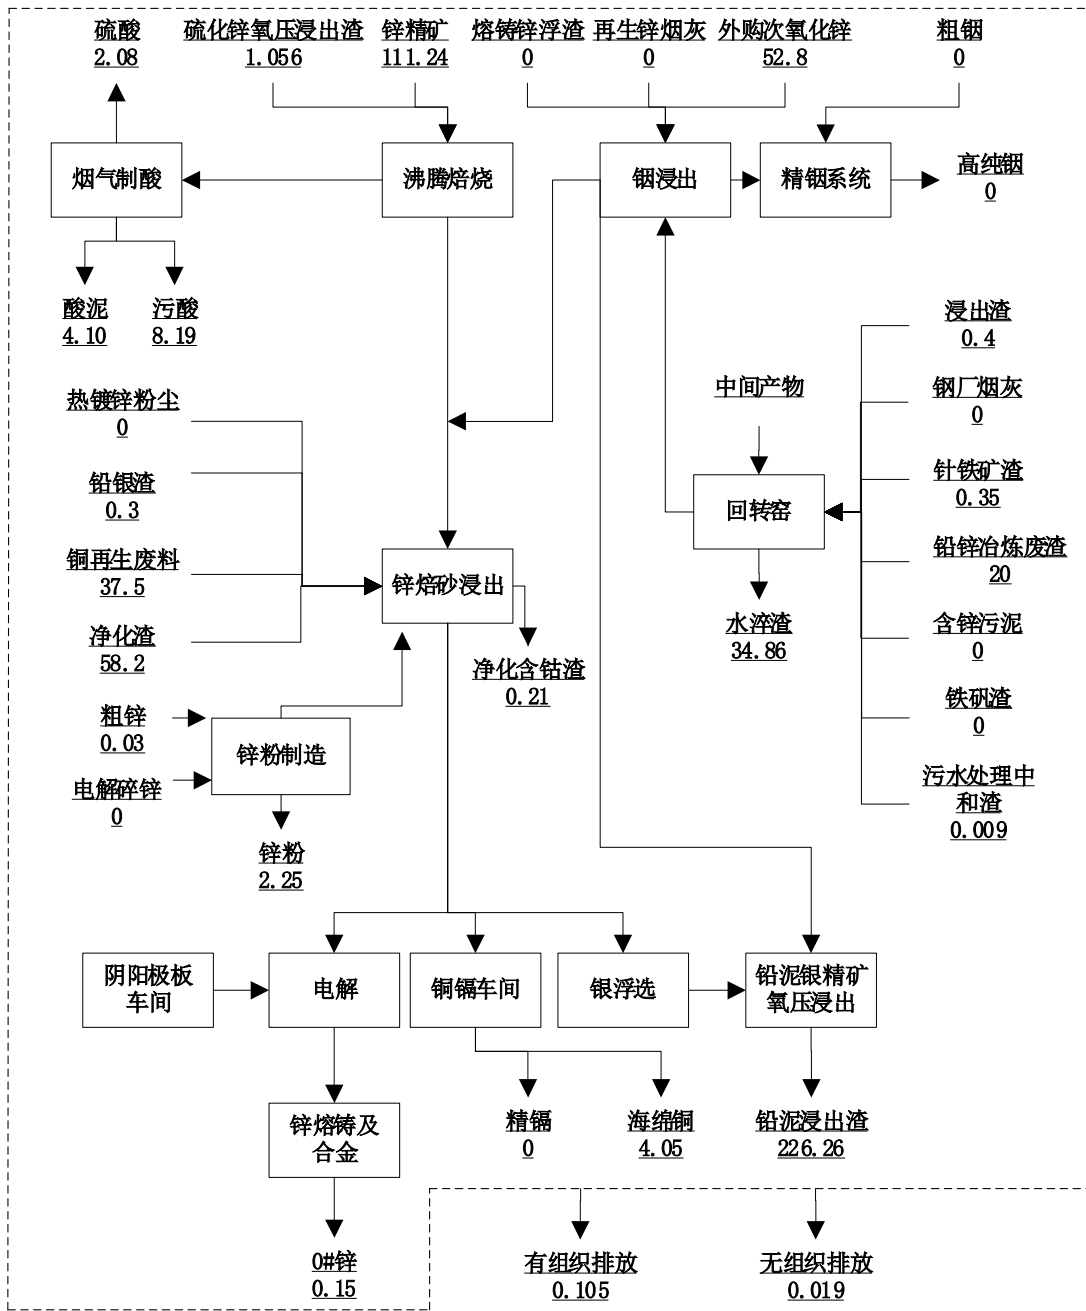 硫酸
2.08
硫化锌氧压浸出渣
1.056
锌精矿
111.24
熔铸锌浮渣
0
再生锌烟灰
0
外购次氧化锌
52.8
粗铟
0
烟气制酸
沸腾焙烧
铟浸出
精铟系统
高纯铟
0
酸泥
4.10
污酸
8.19
浸出渣
0.4
热镀锌粉尘
0
中间产物
钢厂烟灰
0
铅银渣
0.3
回转窑
针铁矿渣
0.35
铜再生废料
37.5
锌焙砂浸出
铅锌冶炼废渣
20
净化渣
58.2
净化含钴渣
0.21
水淬渣
34.86
含锌污泥
0
粗锌
0.03
锌粉制造
铁矾渣
0
电解碎锌
0
污水处理中
和渣
0.009
锌粉
2.25
阴阳极板
车间
电解
铜镉车间
银浮选
铅泥银精矿
氧压浸出
锌熔铸及
合金
精镉
0
海绵铜
4.05
铅泥浸出渣
226.26
0#锌
0.15
有组织排放
0.105
无组织排放
0.019